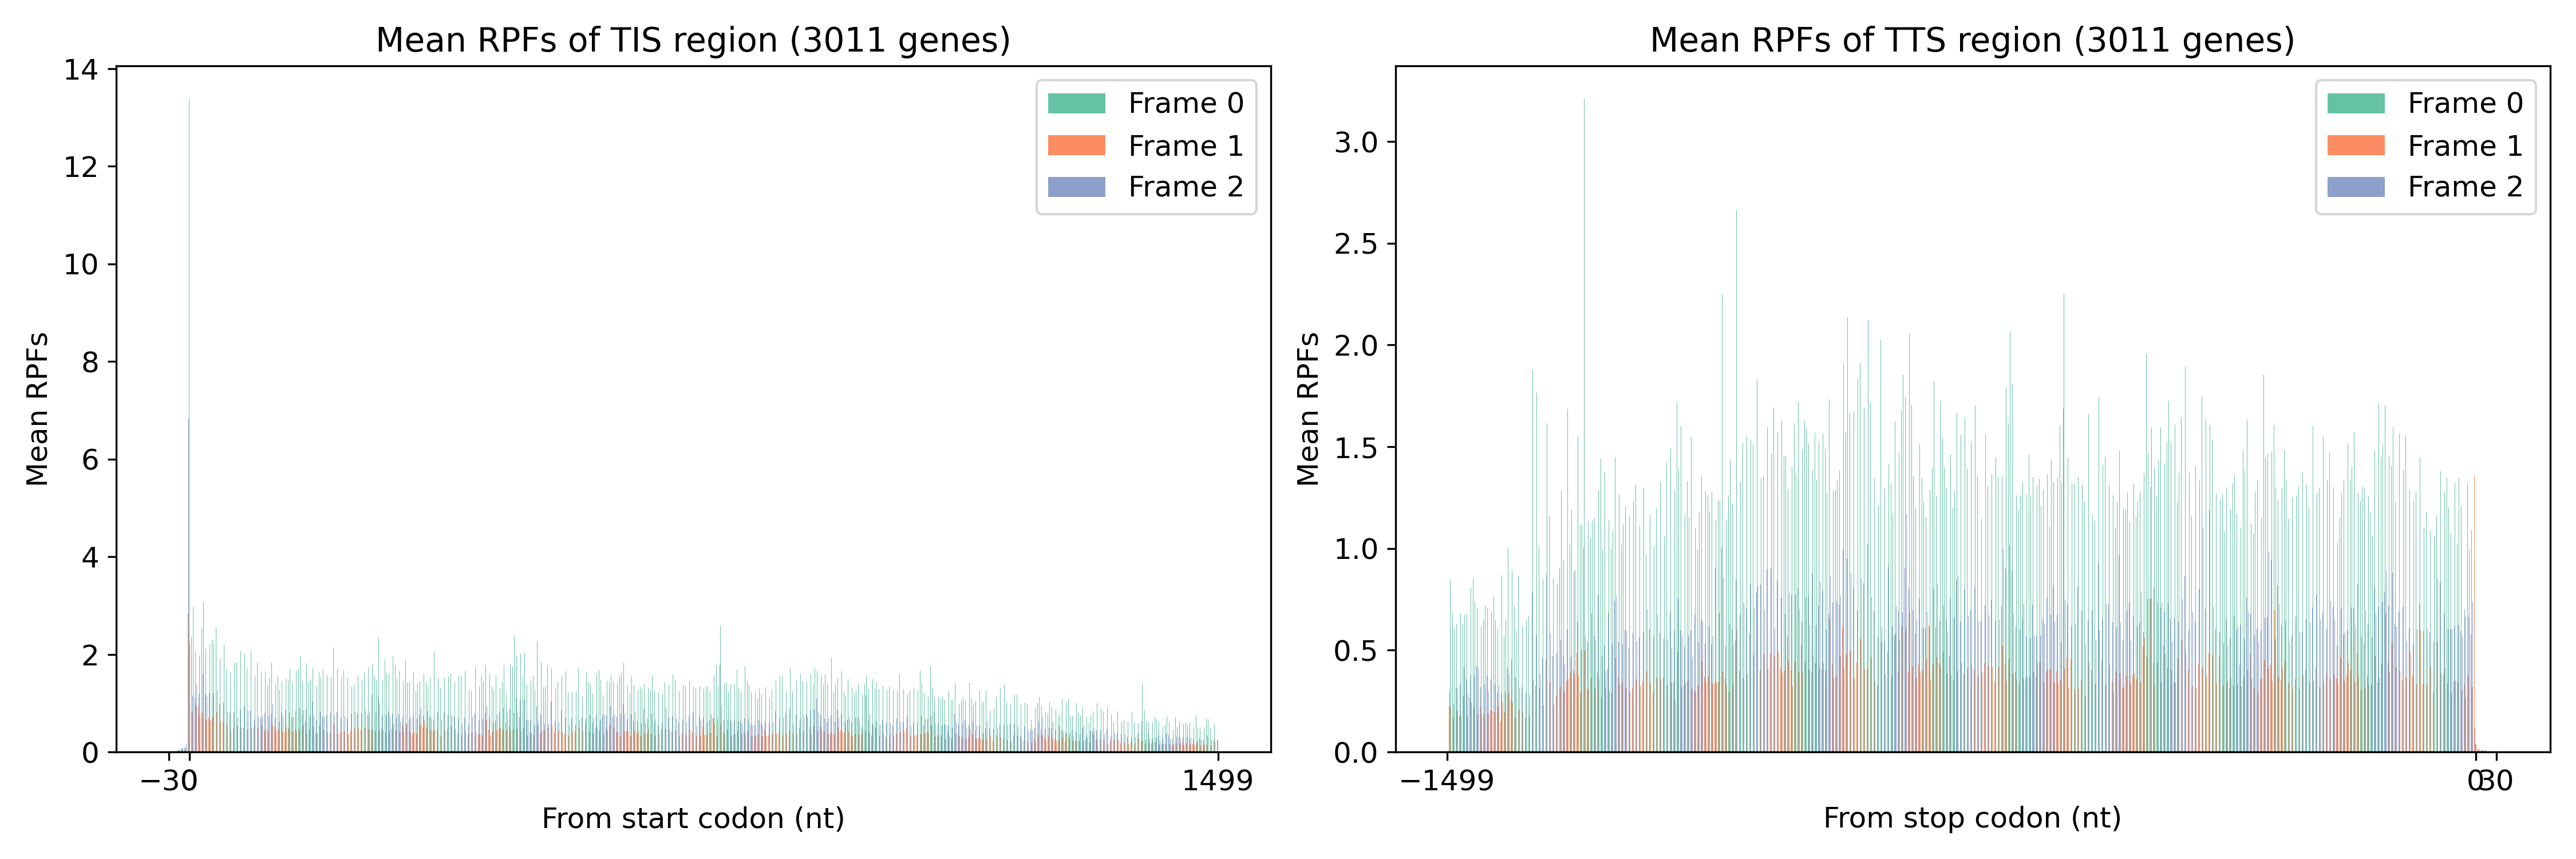 Mean RPFs of TIS region (3011 genes)
14
12
10
8
6
4
2
0
Mean RPFs
−30
1499
From start codon (nt)
Frame 0
Frame 1
Frame 2
Mean RPFs of TTS region (3011 genes)
3.0
2.5
2.0
1.5
1.0
0.5
0.0
Mean RPFs
−1499
0
30
From stop codon (nt)
Frame 0
Frame 1
Frame 2